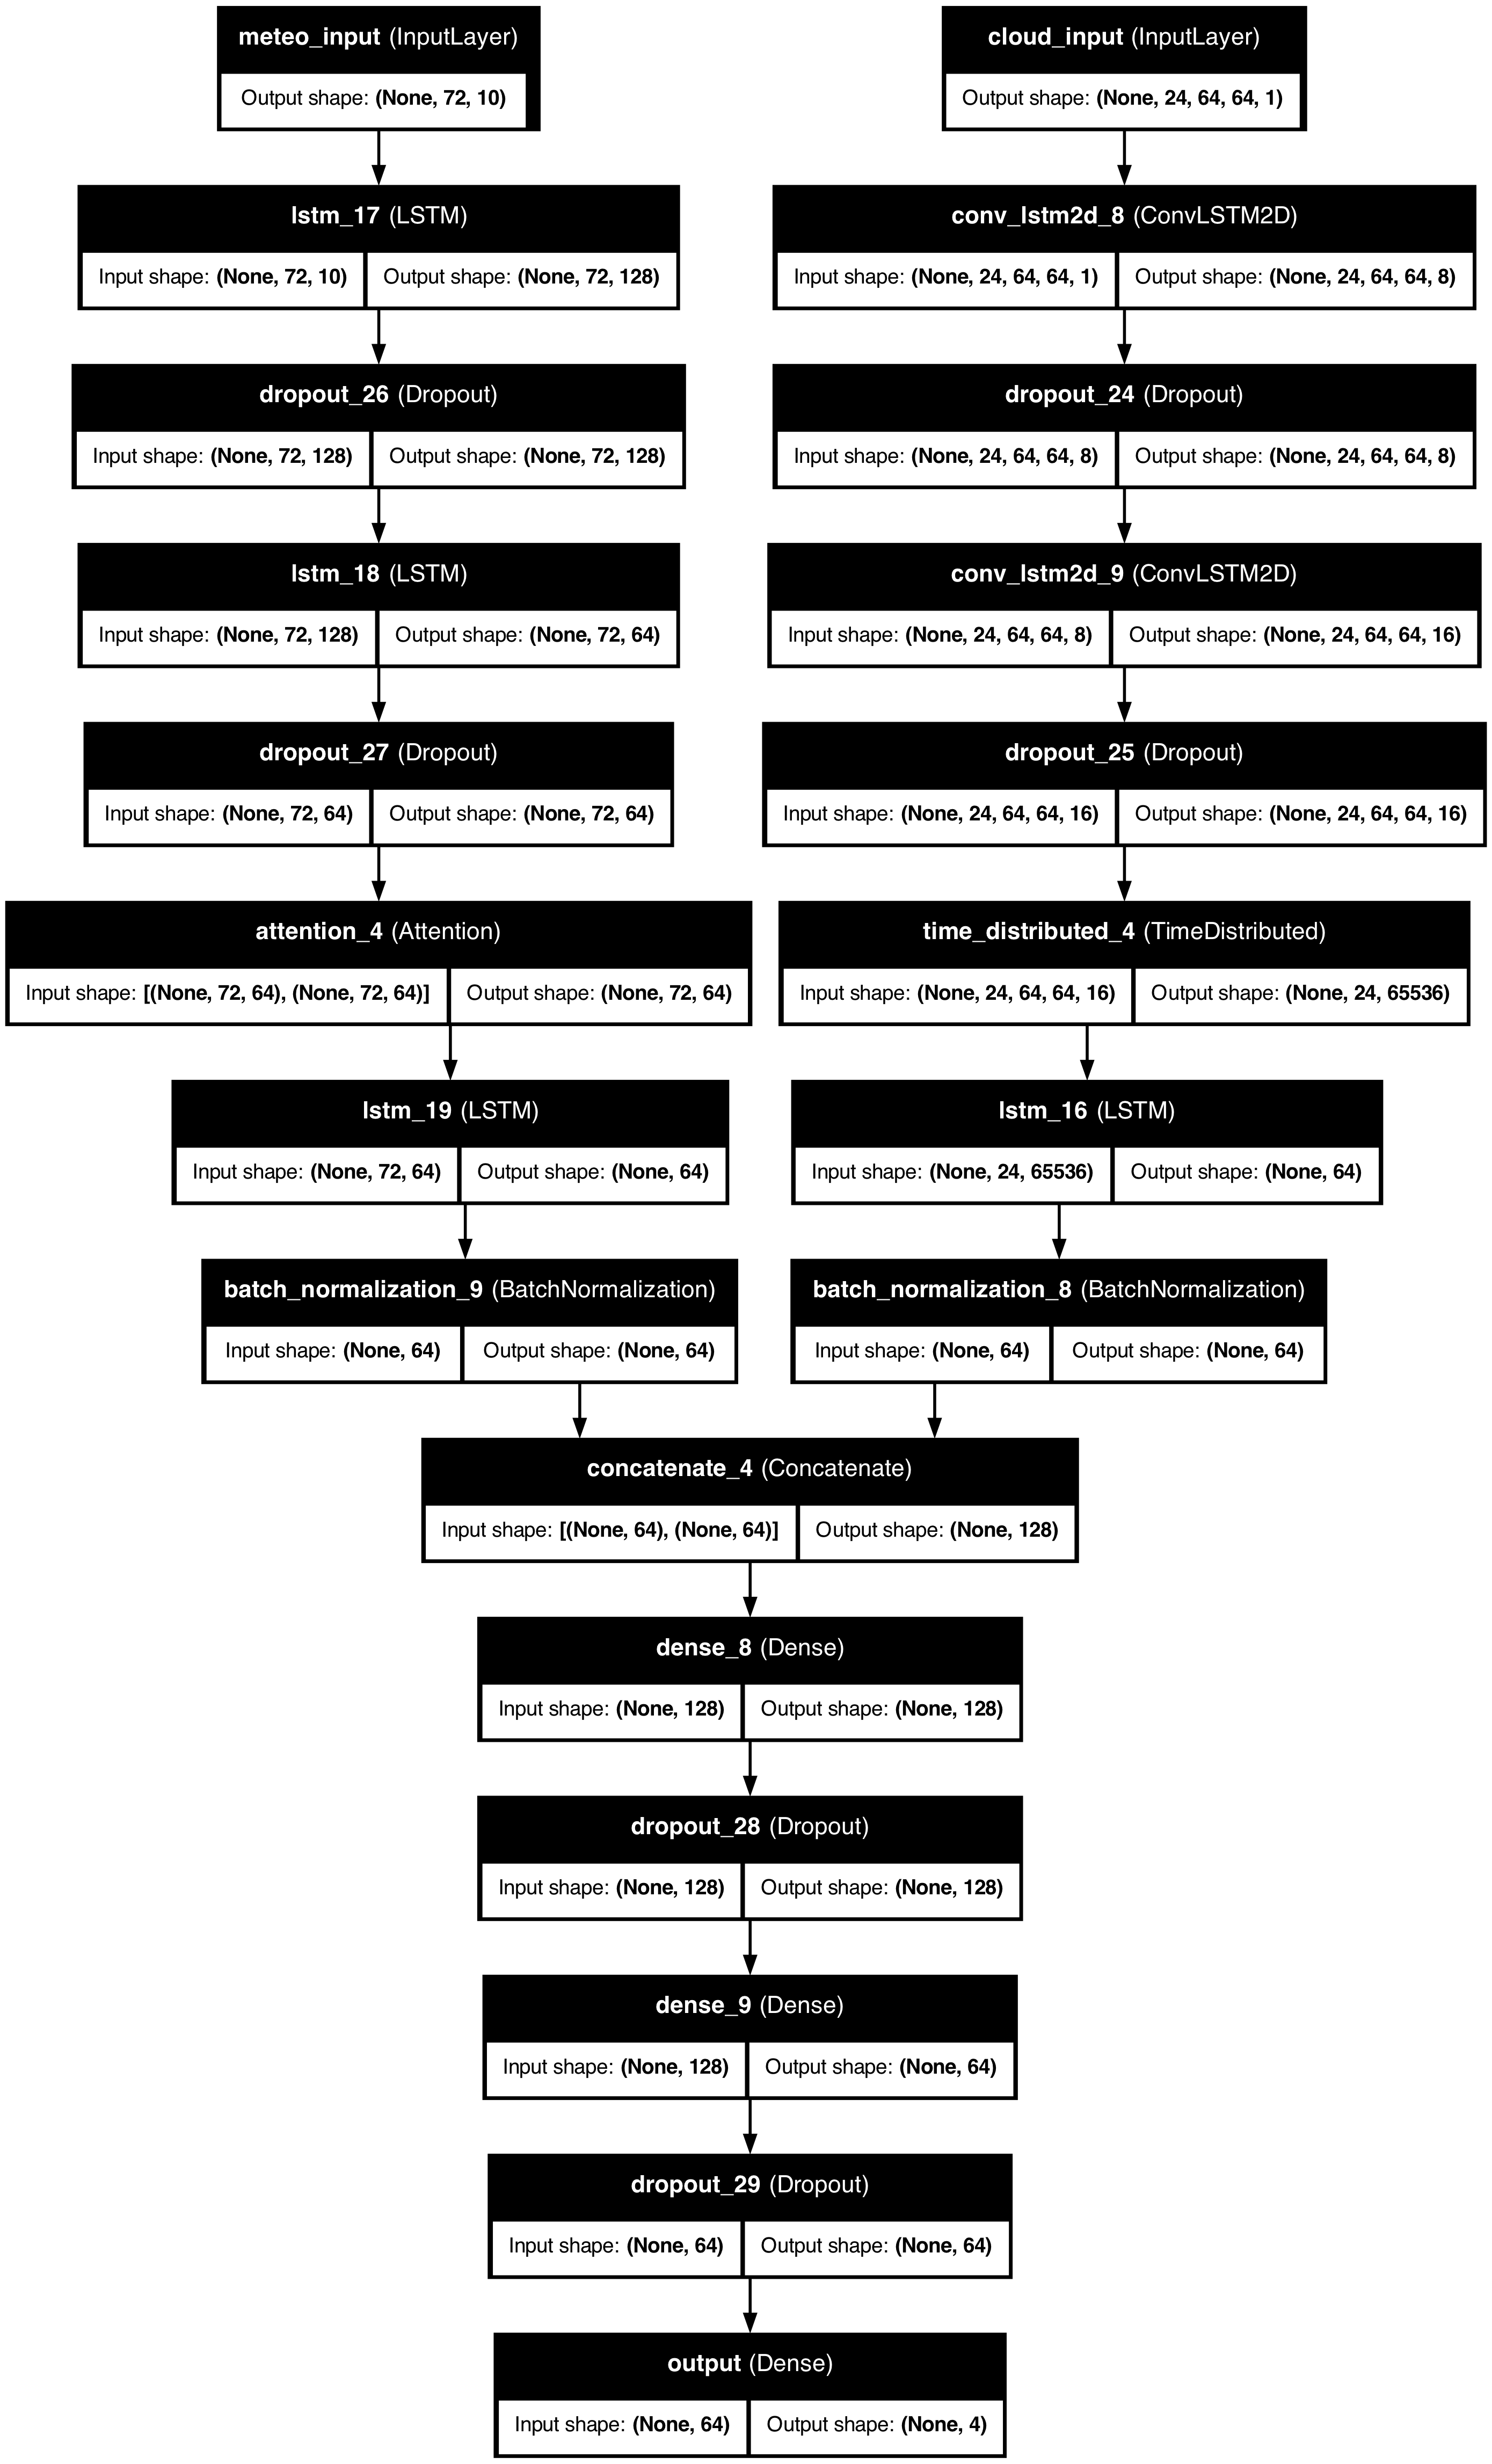 meteo_input (InputLayer)
Output shape: (None, 72, 10)
cloud_input (InputLayer)
Output shape: (None, 24, 64, 64, 1)
lstm_17 (LSTM)
Input shape: (None, 72, 10)
Output shape: (None, 72, 128)
conv_lstm2d_8 (ConvLSTM2D)
Input shape: (None, 24, 64, 64, 1)
Output shape: (None, 24, 64, 64, 8)
dropout_26 (Dropout)
Input shape: (None, 72, 128)
Output shape: (None, 72, 128)
dropout_24 (Dropout)
Input shape: (None, 24, 64, 64, 8)
Output shape: (None, 24, 64, 64, 8)
lstm_18 (LSTM)
Input shape: (None, 72, 128)
Output shape: (None, 72, 64)
conv_lstm2d_9 (ConvLSTM2D)
Input shape: (None, 24, 64, 64, 8)
Output shape: (None, 24, 64, 64, 16)
dropout_27 (Dropout)
Input shape: (None, 72, 64)
Output shape: (None, 72, 64)
dropout_25 (Dropout)
Input shape: (None, 24, 64, 64, 16)
Output shape: (None, 24, 64, 64, 16)
attention_4 (Attention)
Input shape: [(None, 72, 64), (None, 72, 64)]
Output shape: (None, 72, 64)
time_distributed_4 (TimeDistributed)
Input shape: (None, 24, 64, 64, 16)
Output shape: (None, 24, 65536)
lstm_19 (LSTM)
Input shape: (None, 72, 64)
Output shape: (None, 64)
lstm_16 (LSTM)
Input shape: (None, 24, 65536)
Output shape: (None, 64)
batch_normalization_9 (BatchNormalization)
Input shape: (None, 64)
Output shape: (None, 64)
batch_normalization_8 (BatchNormalization)
Input shape: (None, 64)
Output shape: (None, 64)
concatenate_4 (Concatenate)
Input shape: [(None, 64), (None, 64)]
Output shape: (None, 128)
dense_8 (Dense)
Input shape: (None, 128)
Output shape: (None, 128)
dropout_28 (Dropout)
Input shape: (None, 128)
Output shape: (None, 128)
dense_9 (Dense)
Input shape: (None, 128)
Output shape: (None, 64)
dropout_29 (Dropout)
Input shape: (None, 64)
Output shape: (None, 64)
output (Dense)
Input shape: (None, 64)
Output shape: (None, 4)